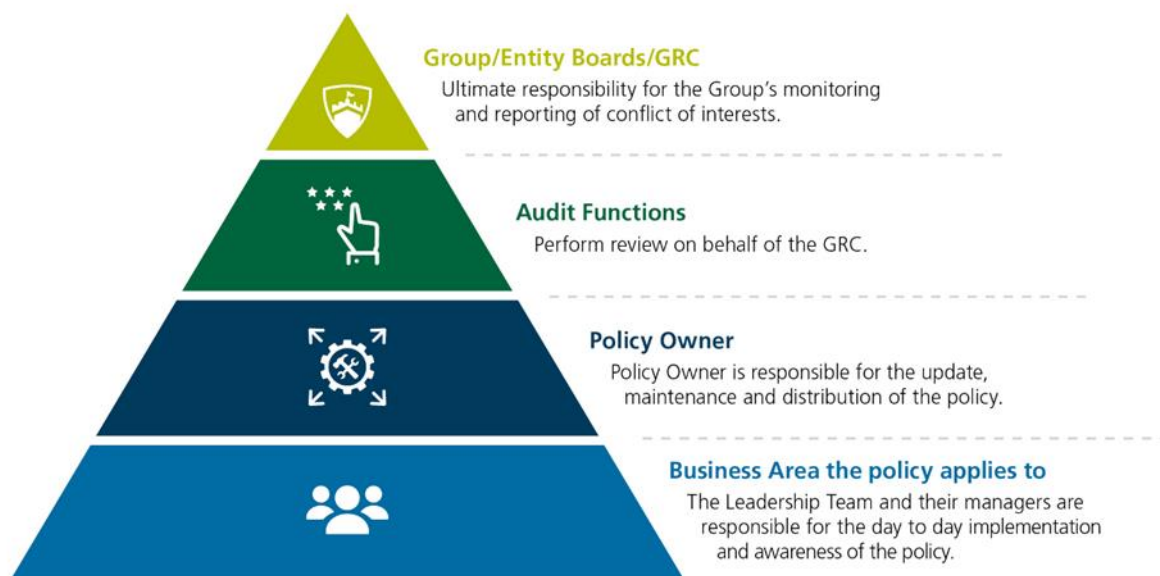 Group/Entity Boards/GRC
Ultimate responsibility for the Group's monitoring
and reporting of conflict of interests.
Audit Functions
Perform review on behalf of the GRC.
Policy Owner
Policy Owner is responsible for the update,
maintenance and distribution of the policy.
Business Area the policy applies to
The Leadership Team and their managers are
responsible for the day to day implementation
and awareness of the policy.